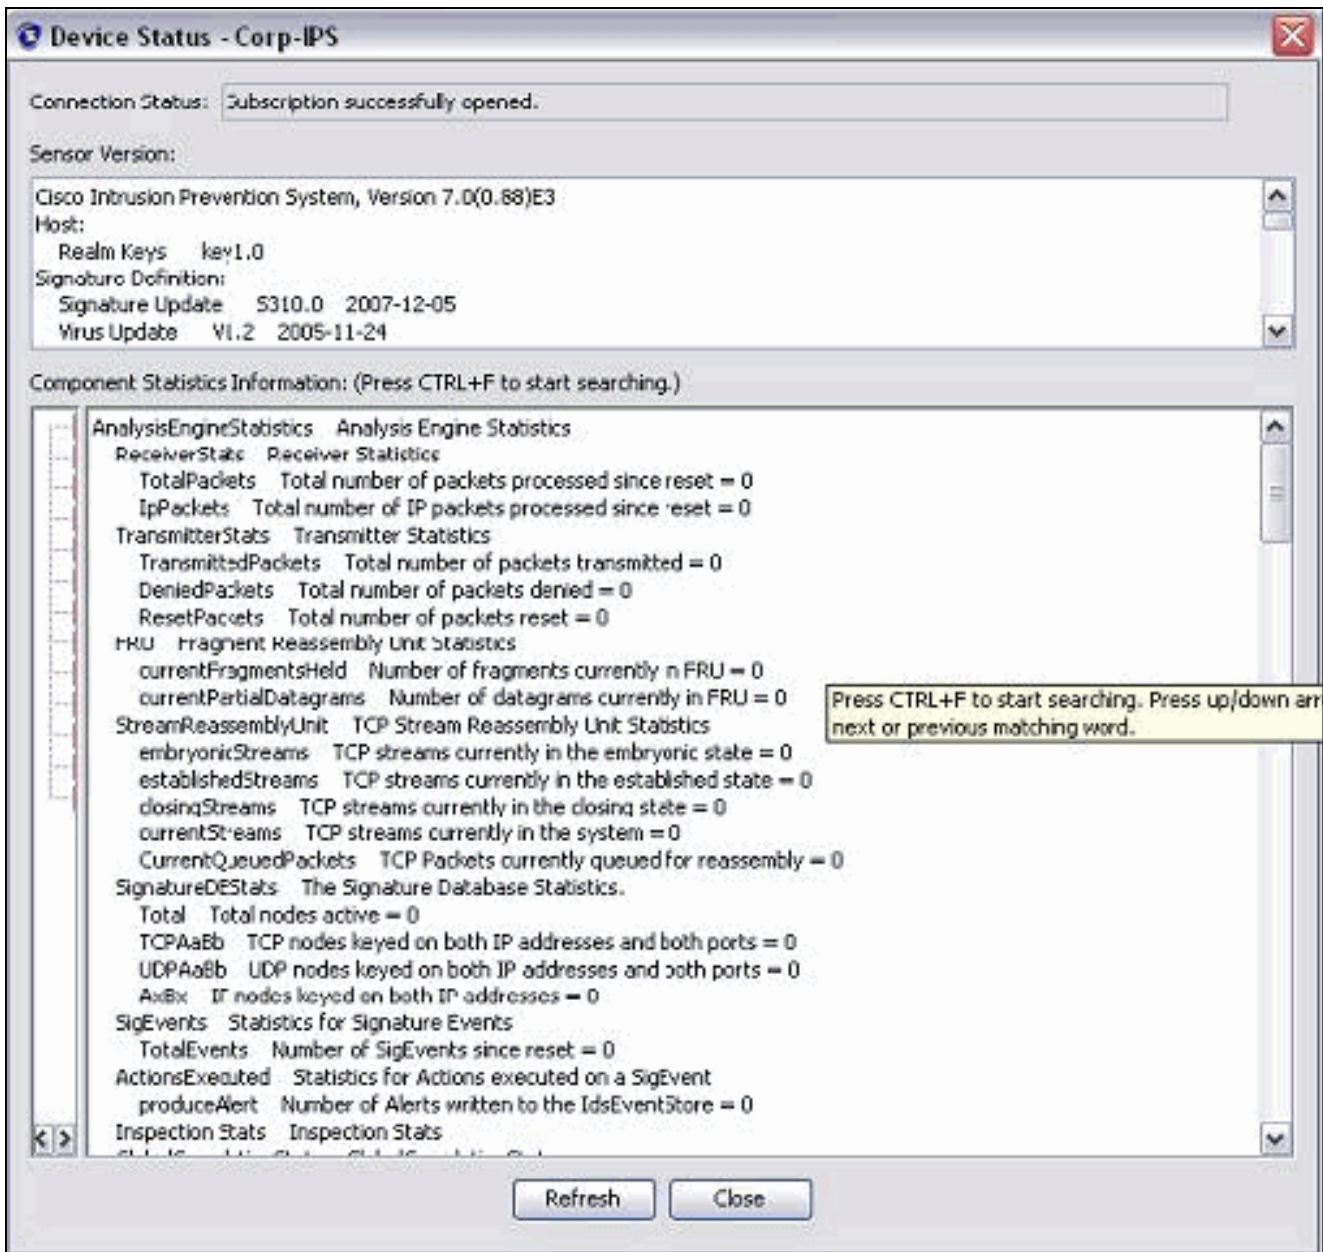 Device Status - Corp-IPS
Connection Status: Subscription successfully opened.
Sensor Version:
Cisco Intrusion Prevention System, Version 7.0(0.88)E3
Host:
Realm Keys key1.0
Signature Definition:
Signature Update S310.0 2007-12-05
Virus Update V1.2 2005-11-24
Component Statistics Information: (Press CTRL+F to start searching.)
AnalysisEngineStatistics Analysis Engine Statistics
ReceiverStats Receiver Statistics
TotalPackets Total number of packets processed since reset = 0
IpPackets Total number of IP packets processed since reset = 0
TransmitterStats Transmitter Statistics
TransmittedPackets Total number of packets transmitted = 0
DeniedPackets Total number of packets denied = 0
ResetPackets Total number of packets reset = 0
FRU Fragment Reassembly Unit Statistics
currentFragmentsHeld Number of fragments currently in FRU = 0
currentPartialDatagrams Number of datagrams currently in FRU = 0
Press CTRL+F to start searching. Press up/down arr
next or previous matching word.
StreamReassemblyUnit TCP Stream Reassembly Unit Statistics
embryonicStreams TCP streams currently in the embryonic state = 0
establishedStreams TCP streams currently in the established state = 0
closingStreams TCP streams currently in the closing state = 0
currentStreams TCP streams currently in the system = 0
CurrentQueuedPackets TCP Packets currently queued for reassembly = 0
SignatureDBStats The Signature Database Statistics.
Total Total nodes active = 0
TCPAaBb TCP nodes keyed on both IP addresses and both ports = 0
UDPAaBb UDP nodes keyed on both IP addresses and both ports = 0
AxBx IP nodes keyed on both IP addresses = 0
SigEvents Statistics for Signature Events
TotalEvents Number of SigEvents since reset = 0
ActionsExecuted Statistics for Actions executed on a SigEvent
produceAlert Number of Alerts written to the IdsEventStore = 0
Inspection Stats Inspection Stats
Refresh
Close